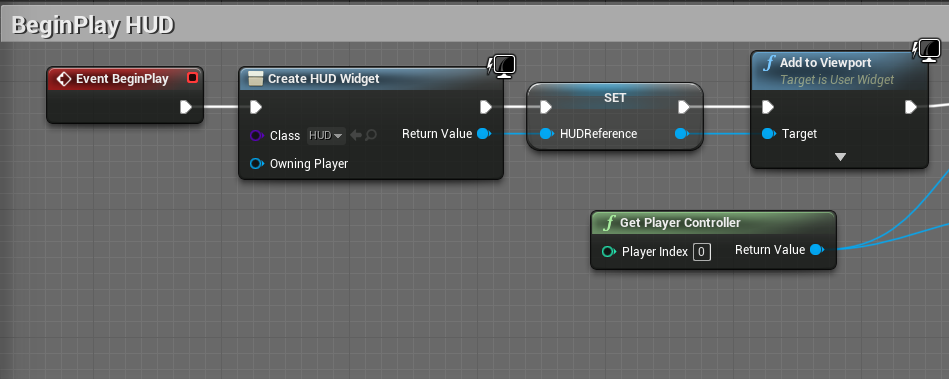 BeginPlay HUD
Event BeginPlay
Create HUD Widget
Class HUD
Return Value
Owning Player
SET
HUDReference
Add to Viewport
Target is User Widget
Target
Get Player Controller
Player Index 0
Return Value